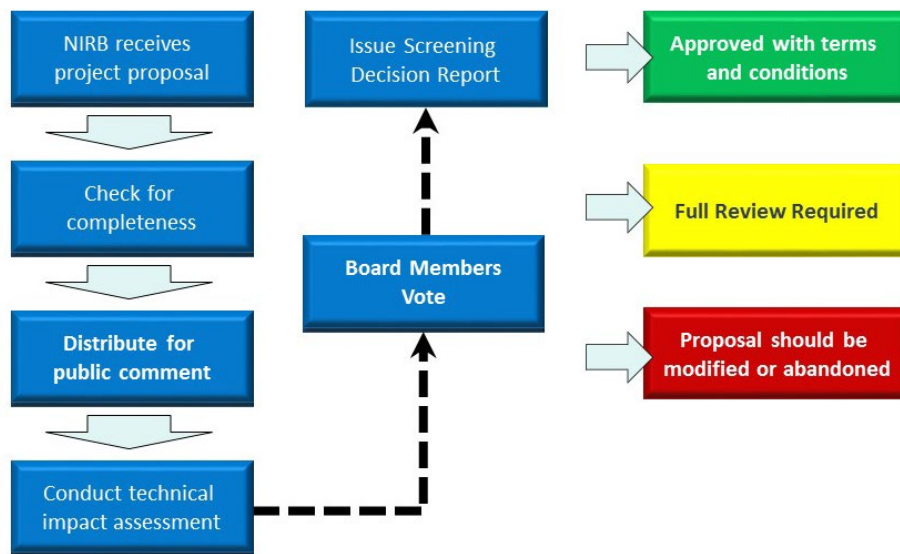 NIRB receives
project proposal
Check for
completeness
Distribute for
public comment
Conduct technical
impact assessment
Board Members
Vote
Issue Screening
Decision Report
Approved with terms
and conditions
Full Review Required
Proposal should be
modified or abandoned